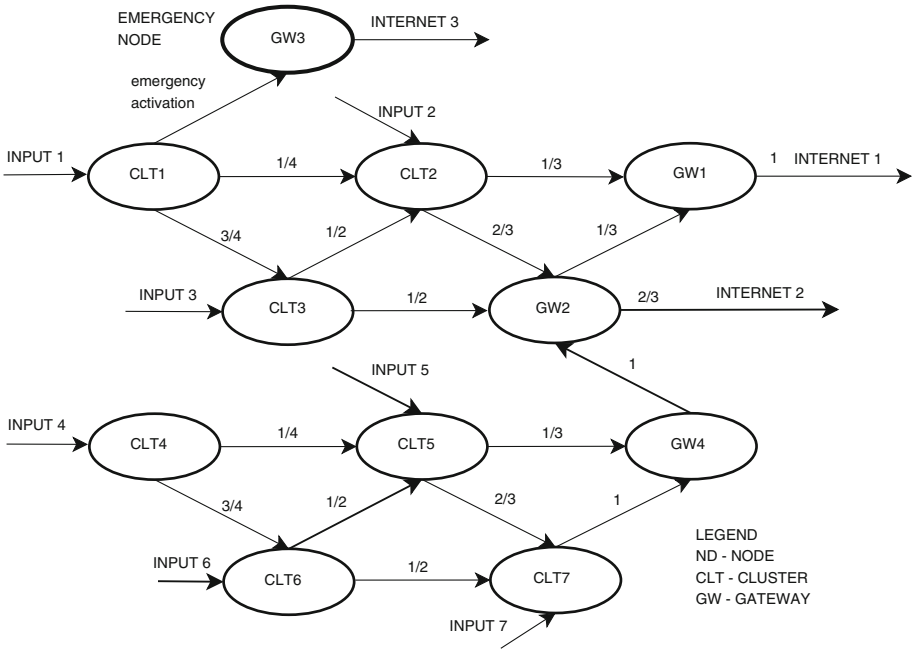 EMERGENCY
NODE
GW3
INTERNET 3
emergency
activation
INPUT 2
INPUT 1
CLT1
1/4
CLT2
1/3
GW1
1
INTERNET 1
3/4
1/2
2/3
1/3
INPUT 3
CLT3
1/2
GW2
2/3
INTERNET 2
INPUT 5
1
INPUT 4
CLT4
1/4
CLT5
1/3
GW4
3/4
1/2
2/3
1
INPUT 6
CLT6
1/2
CLT7
INPUT 7
LEGEND
ND - NODE
CLT - CLUSTER
GW - GATEWAY